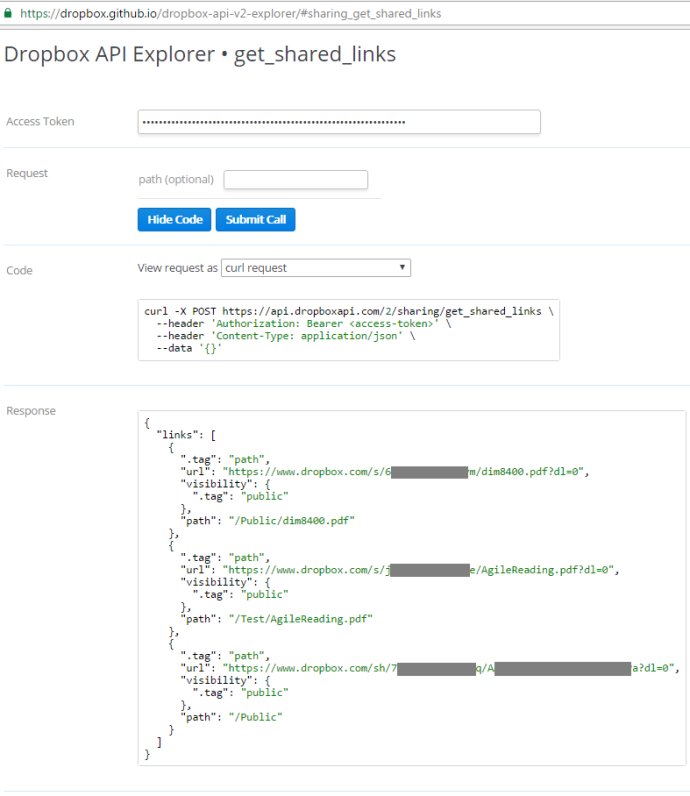 https://dropbox.github.io/dropbox-api-v2-explorer/#sharing_get_shared_links
Dropbox API Explorer • get_shared_links
Access Token
Request
path (optional)
Hide Code
Submit Call
Code
View request as curl request
curl -X POST https://api.dropboxapi.com/2/sharing/get_shared_links \
--header 'Authorization: Bearer <access-token>' \
--header 'Content-Type: application/json' \
--data '{}'
Response
{
"links": [
{
".tag": "path",
"url": "https://www.dropbox.com/s/6 m/dim8400.pdf?dl=0",
"visibility": {
".tag": "public"
},
"path": "/Public/dim8400.pdf"
},
{
".tag": "path",
"url": "https://www.dropbox.com/s/j e/AgileReading.pdf?dl=0",
"visibility": {
".tag": "public"
},
"path": "/Test/AgileReading.pdf"
},
{
".tag": "path",
"url": "https://www.dropbox.com/sh/7 q/A a?dl=0",
"visibility": {
".tag": "public"
},
"path": "/Public"
}
]
}